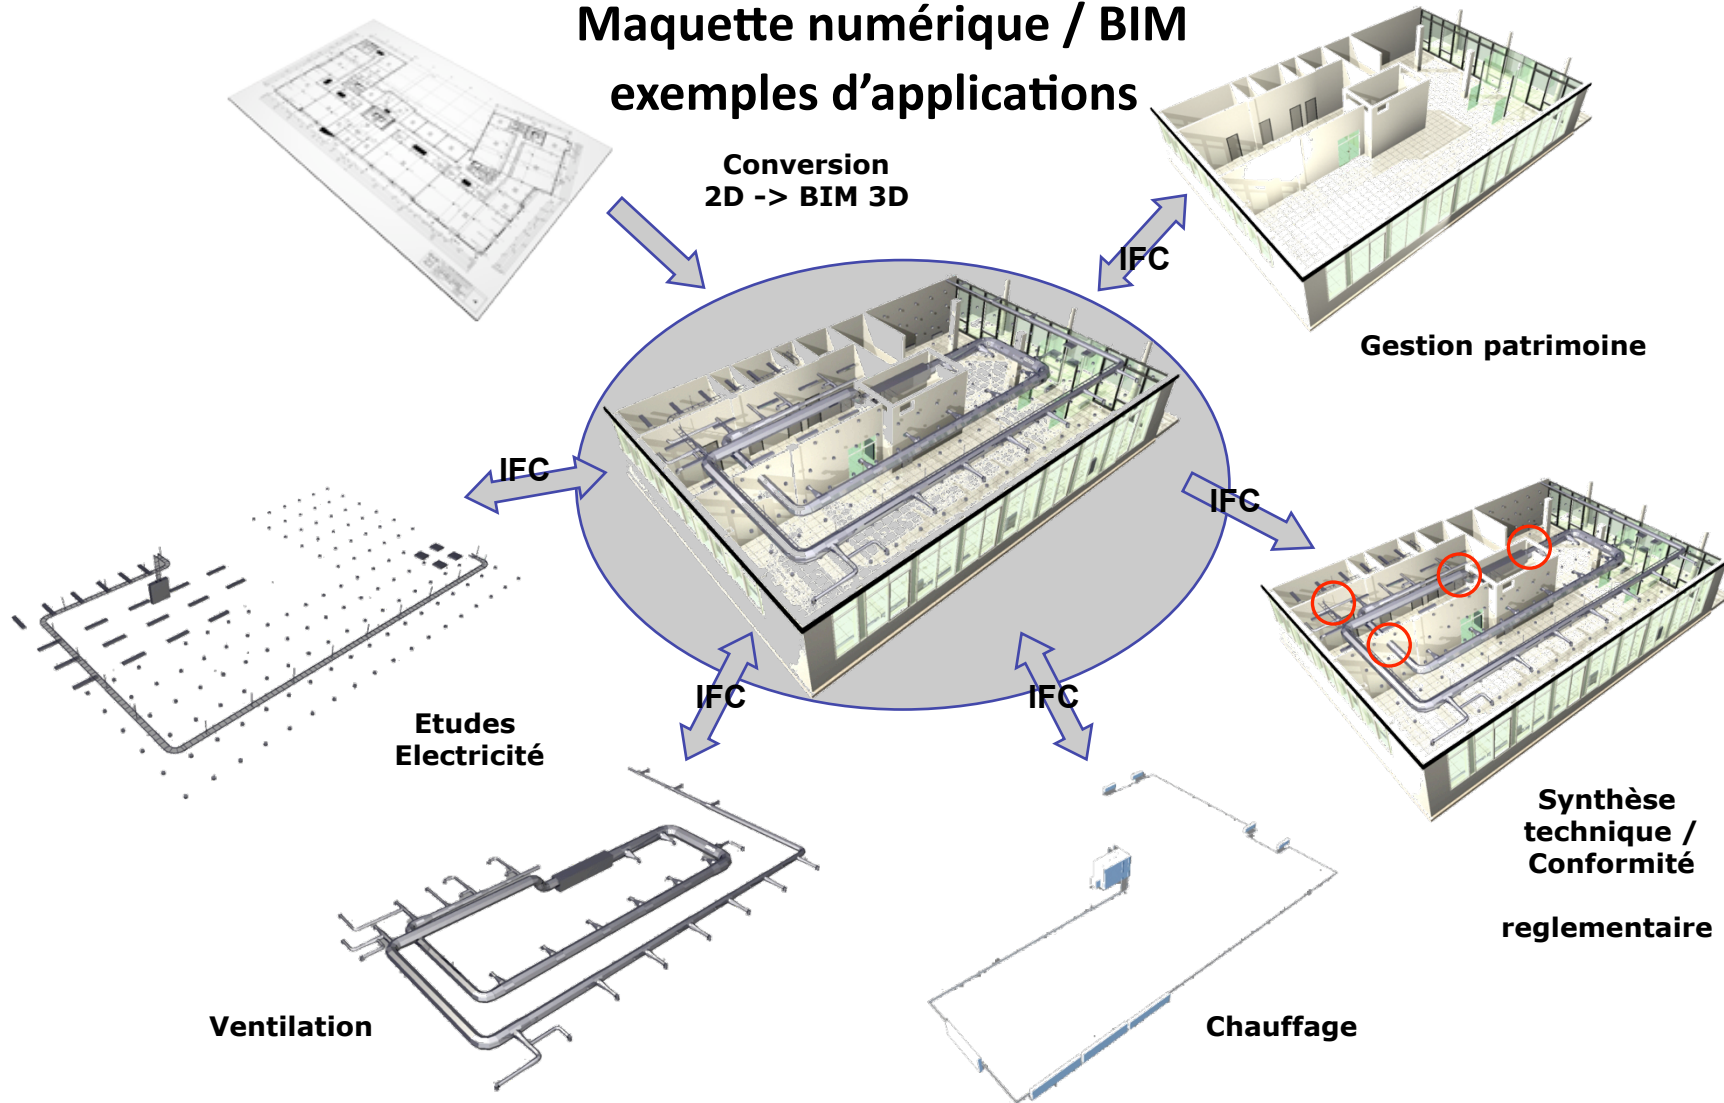 Maquette numérique / BIM
exemples d’applications
Conversion
2D -> BIM 3D
IFC
Gestion patrimoine
IFC
IFC
Etudes
Electricité
IFC
IFC
Synthèse
technique /
Conformité
reglementaire
Ventilation
Chauffage